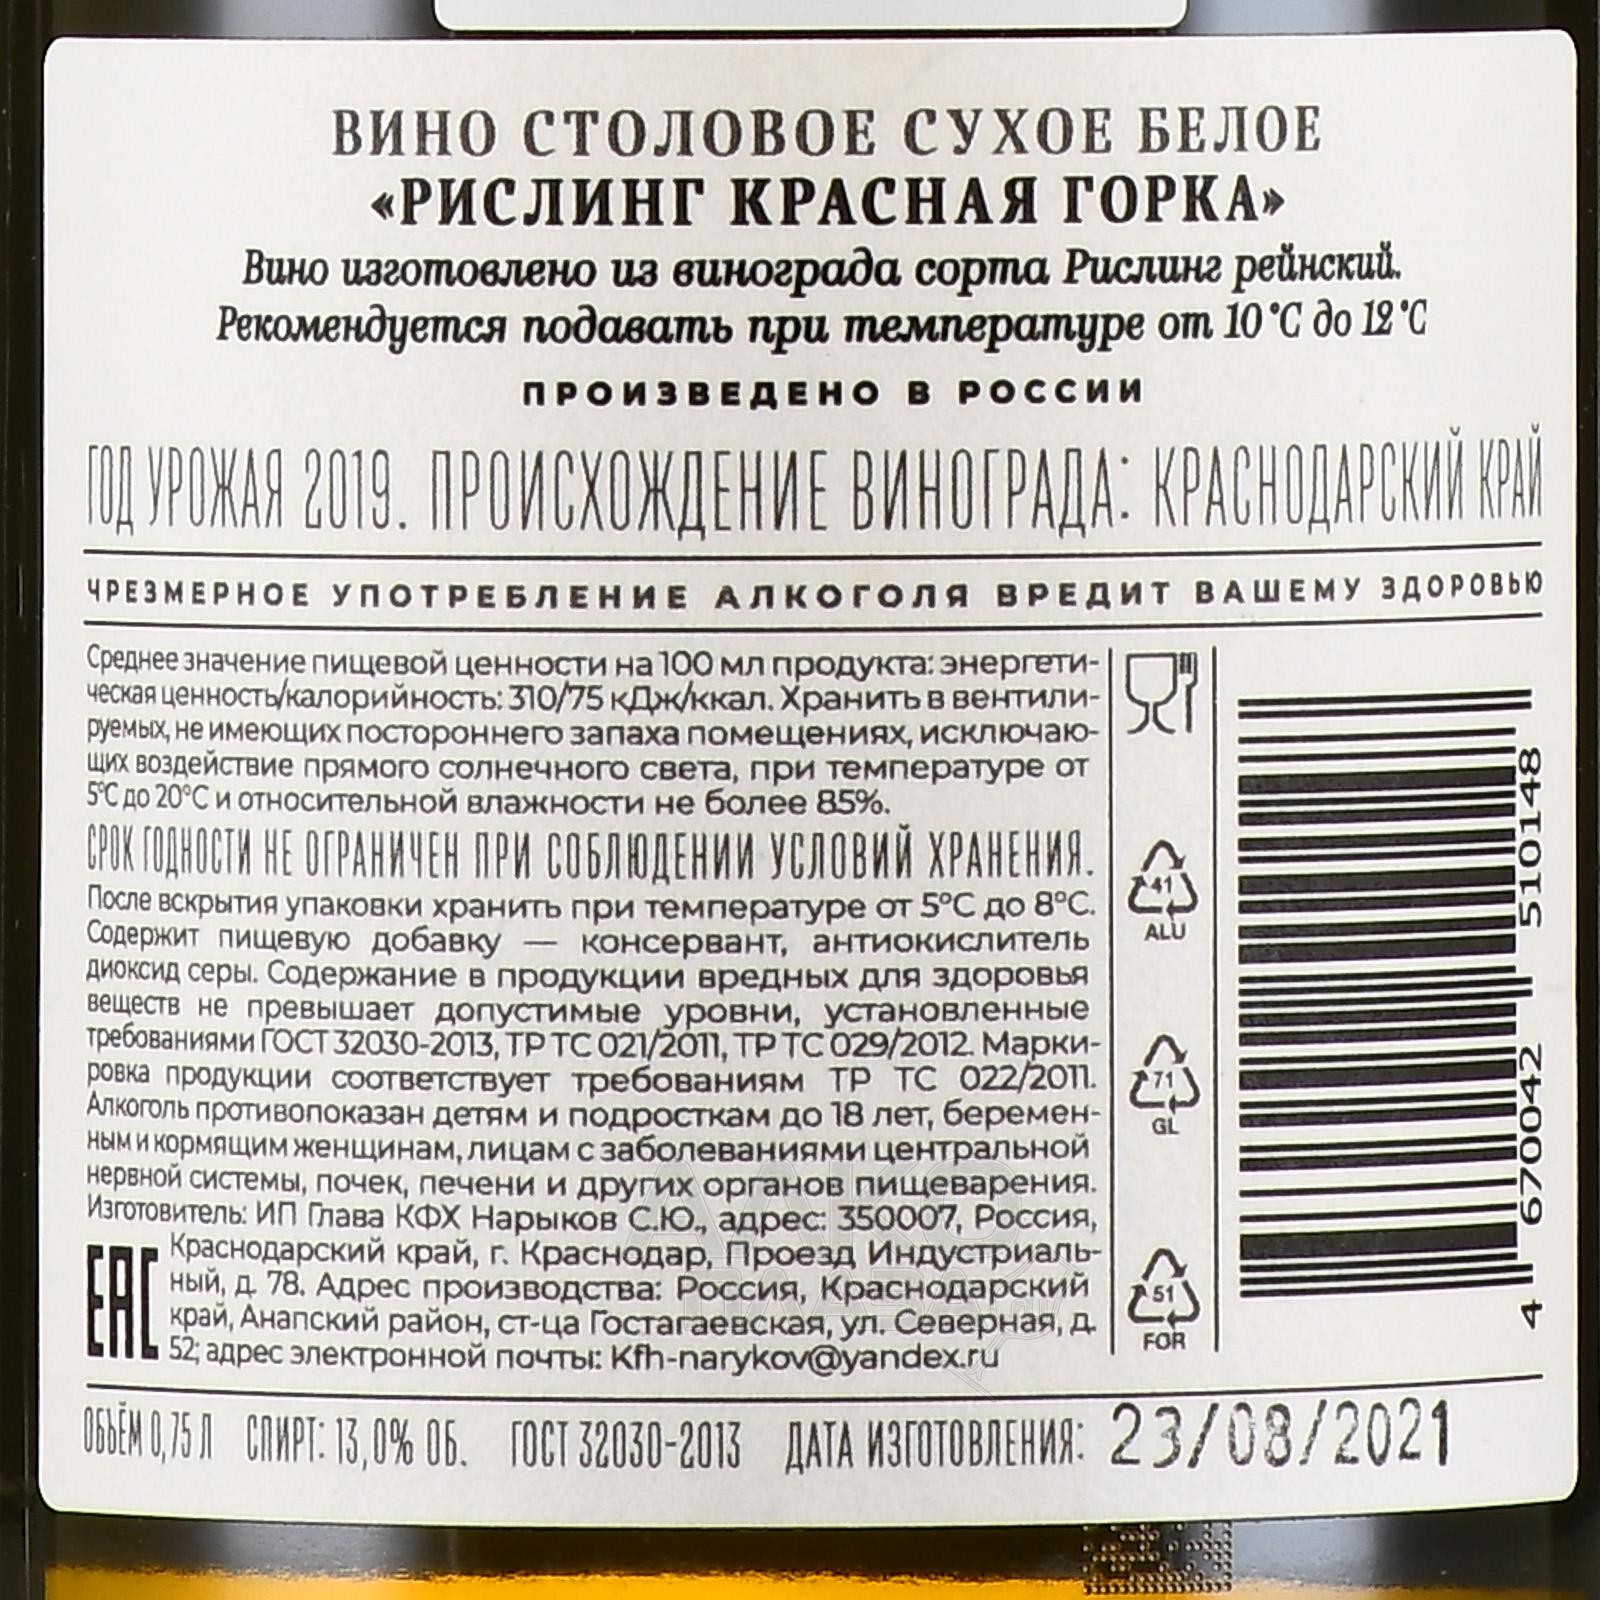 ВИНО СТОЛОВОЕ СУХОЕ БЕЛОЕ
«РИСЛИНГ КРАСНАЯ ГОРКА»
Вино изготовлено из винограда сорта Рислинг рейнский.
Рекомендуется подавать при температуре от 10°С до 12°С
ПРОИЗВЕДЕНО В РОССИИ
ГОД УРОЖАЯ 2019. ПРОИСХОЖДЕНИЕ ВИНОГРАДА: КРАСНОДАРСКИЙ КРАЙ
ЧРЕЗМЕРНОЕ УПОТРЕБЛЕНИЕ АЛКОГОЛЯ ВРЕДИТ ВАШЕМУ ЗДОРОВЬЮ
Среднее значение пищевой ценности на 100 мл продукта: энергети-
ческая ценность/калорийность: 310/75 кДж/ккал. Хранить в вентили-
руемых, не имеющих постороннего запаха помещениях, исключаю-
щих воздействие прямого солнечного света, при температуре от
5°С до 20°С и относительной влажности не более 85%.
СРОК ГОДНОСТИ НЕ ОГРАНИЧЕН ПРИ СОБЛЮДЕНИИ УСЛОВИЙ ХРАНЕНИЯ.
После вскрытия упаковки хранить при температуре от 5°С до 8°С.
Содержит пищевую добавку — консервант, антиокислитель
диоксид серы. Содержание в продукции вредных для здоровья
веществ не превышает допустимые уровни, установленные
требованиями ГОСТ 32030-2013, ТР ТС 021/2011, ТР ТС 029/2012. Марки-
ровка продукции соответствует требованиям ТР ТС 022/2011.
Алкоголь противопоказан детям и подросткам до 18 лет, беремен-
ным и кормящим женщинам, лицам с заболеваниями центральной
нервной системы, почек, печени и других органов пищеварения.
Изготовитель: ИП Глава КФХ Нарыков С.Ю., адрес: 350007, Россия,
Краснодарский край, г. Краснодар, Проезд Индустриаль-
ный, д. 78. Адрес производства: Россия, Краснодарский
край, Анапский район, ст-ца Гостагаевская, ул. Северная, д.
52; адрес электронной почты: Kfh-narykov@yandex.ru
ЕАС
41
ALU
71
GL
51
FOR
4 670042 510148
ОБЪЁМ 0,75 Л СПИРТ: 13,0% ОБ. ГОСТ 32030-2013 ДАТА ИЗГОТОВЛЕНИЯ: 23/08/2021